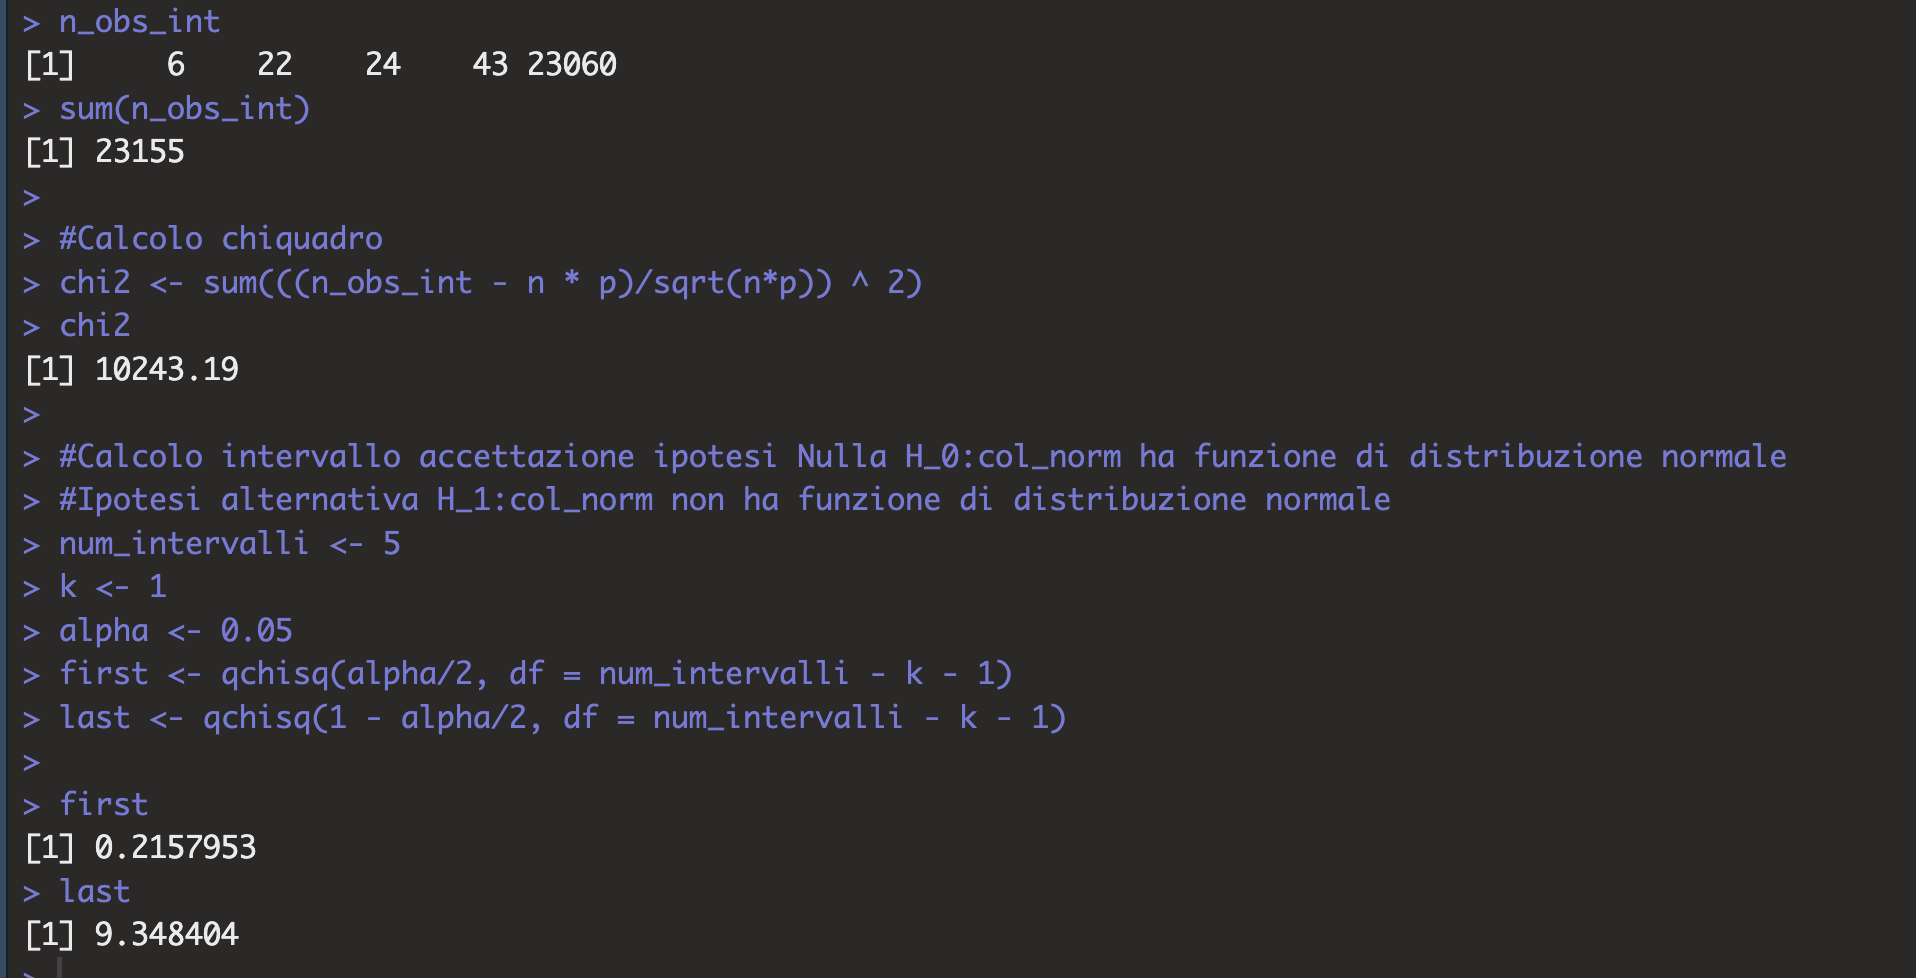 > n_obs_int
[1]     6    22    24    43 23060
> sum(n_obs_int)
[1] 23155
>
> #Calcolo chiquadro
> chi2 <- sum(((n_obs_int - n * p)/sqrt(n*p)) ^ 2)
> chi2
[1] 10243.19
>
> #Calcolo intervallo accettazione ipotesi Nulla H_0:col_norm ha funzione di distribuzione normale
> #Ipotesi alternativa H_1:col_norm non ha funzione di distribuzione normale
> num_intervalli <- 5
> k <- 1
> alpha <- 0.05
> first <- qchisq(alpha/2, df = num_intervalli - k - 1)
> last <- qchisq(1 - alpha/2, df = num_intervalli - k - 1)
>
> first
[1] 0.2157953
> last
[1] 9.348404
>